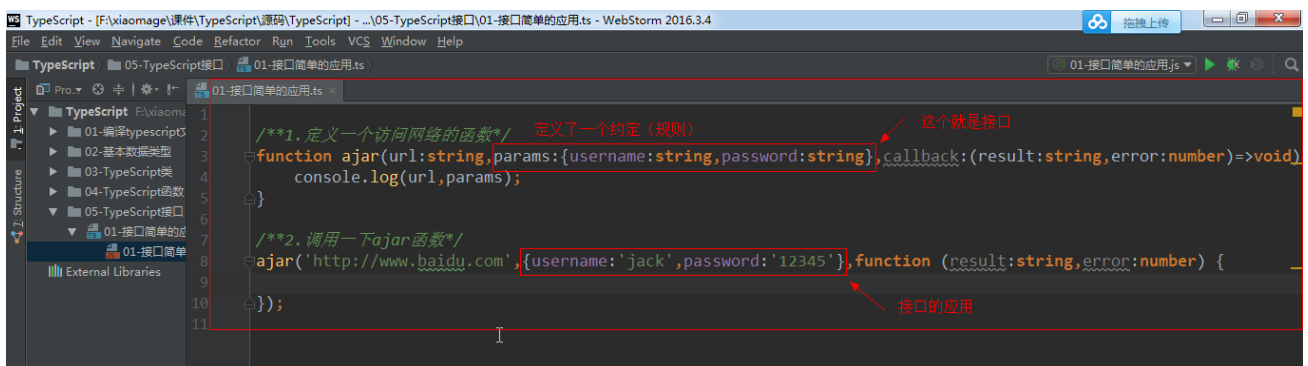 TypeScript - [F:\xiaomage\课件\TypeScript\源码\TypeScript] - ...\05-TypeScript接口\01-接口简单的应用.ts - WebStorm 2016.3.4
拖拽上传
File Edit View Navigate Code Refactor Run Tools VCS Window Help
TypeScript 05-TypeScript接口 01-接口简单的应用.ts
01-接口简单的应用.js
Pro..
01-接口简单的应用.ts
1: Project
7: Structure
TypeScript F:\xiaoma
01-编译typescript
02-基本数据类型
03-TypeScript类
04-TypeScript函数
05-TypeScript接口
01-接口简单的应
01-接口简单
External Libraries
1
2 /**1.定义一个访问网络的函数*/ 定义了一个约定（规则） 这个就是接口
3 function ajar(url:string,params:{username:string,password:string},callback:(result:string,error:number)=>void)
4 console.log(url,params);
5 }
6
7 /**2.调用一下ajar函数*/
8 ajar('http://www.baidu.com',{username:'jack',password:'12345'},function (result:string,error:number) {
9
10 });
接口的应用
11